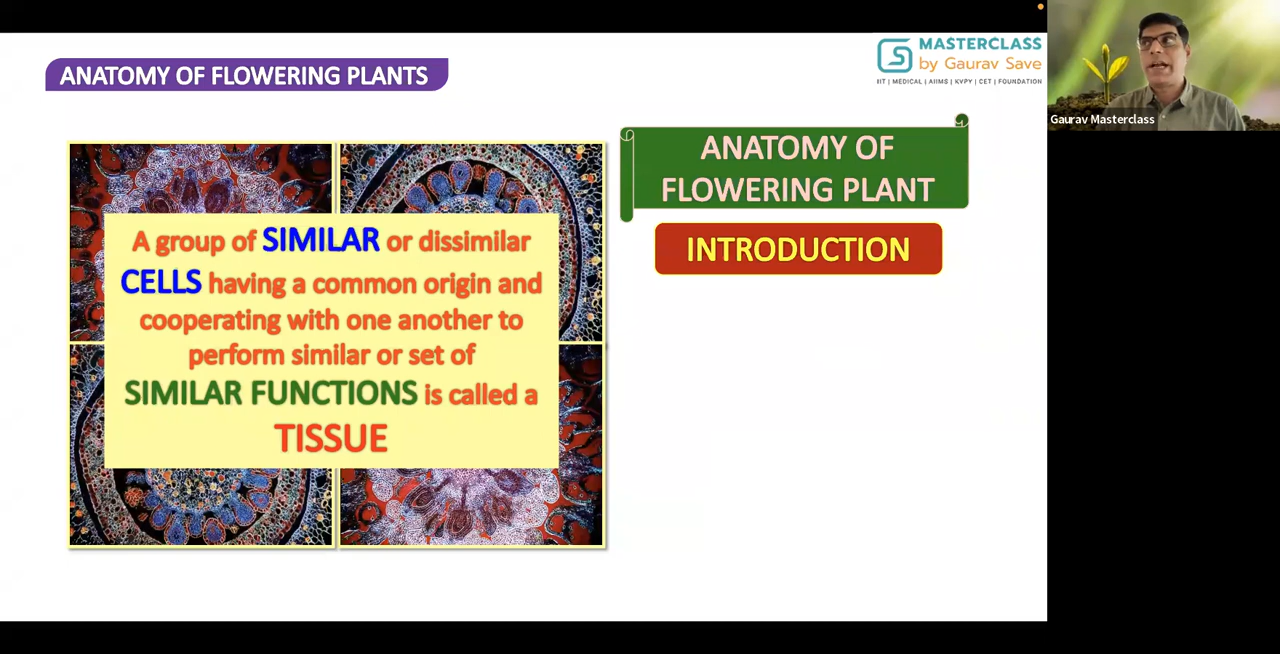 ANATOMY OF FLOWERING PLANTS
MASTERCLASS
by Gaurav Save
IIT | MEDICAL | AIIMS | KVPY | CET | FOUNDATION
Gaurav Masterclass
A group of SIMILAR or dissimilar
CELLS having a common origin and
cooperating with one another to
perform similar or set of
SIMILAR FUNCTIONS is called a
TISSUE
ANATOMY OF
FLOWERING PLANT
INTRODUCTION